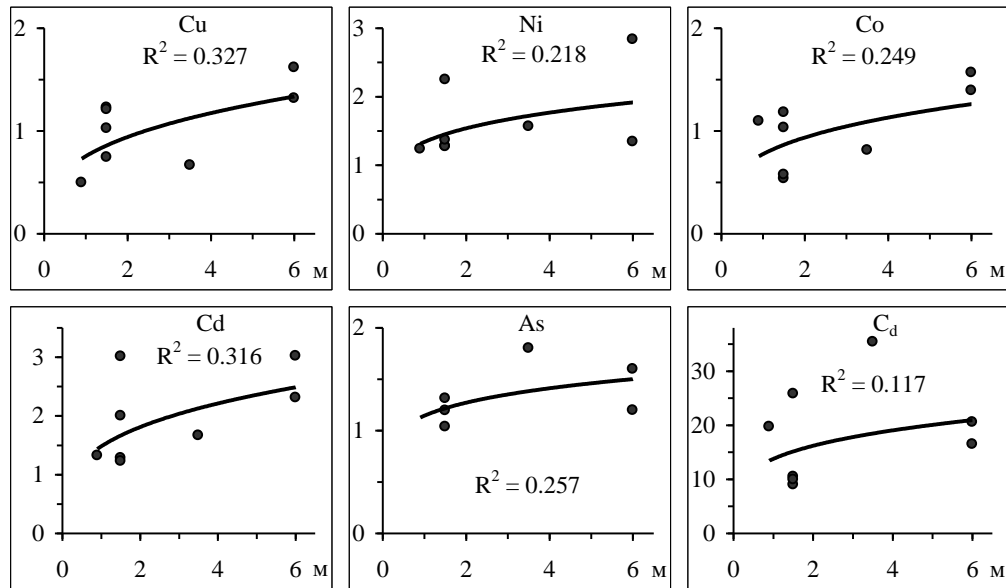 Cu
R² = 0.327
2
1
0
0 2 4 6 м
Ni
R² = 0.218
3
2
1
0
0 2 4 6 м
Co
R² = 0.249
2
1
0
0 2 4 6 м
Cd
R² = 0.316
3
2
1
0
0 2 4 6 м
As
R² = 0.257
2
1
0
0 2 4 6 м
C_d
R² = 0.117
30
20
10
0
0 2 4 6 м